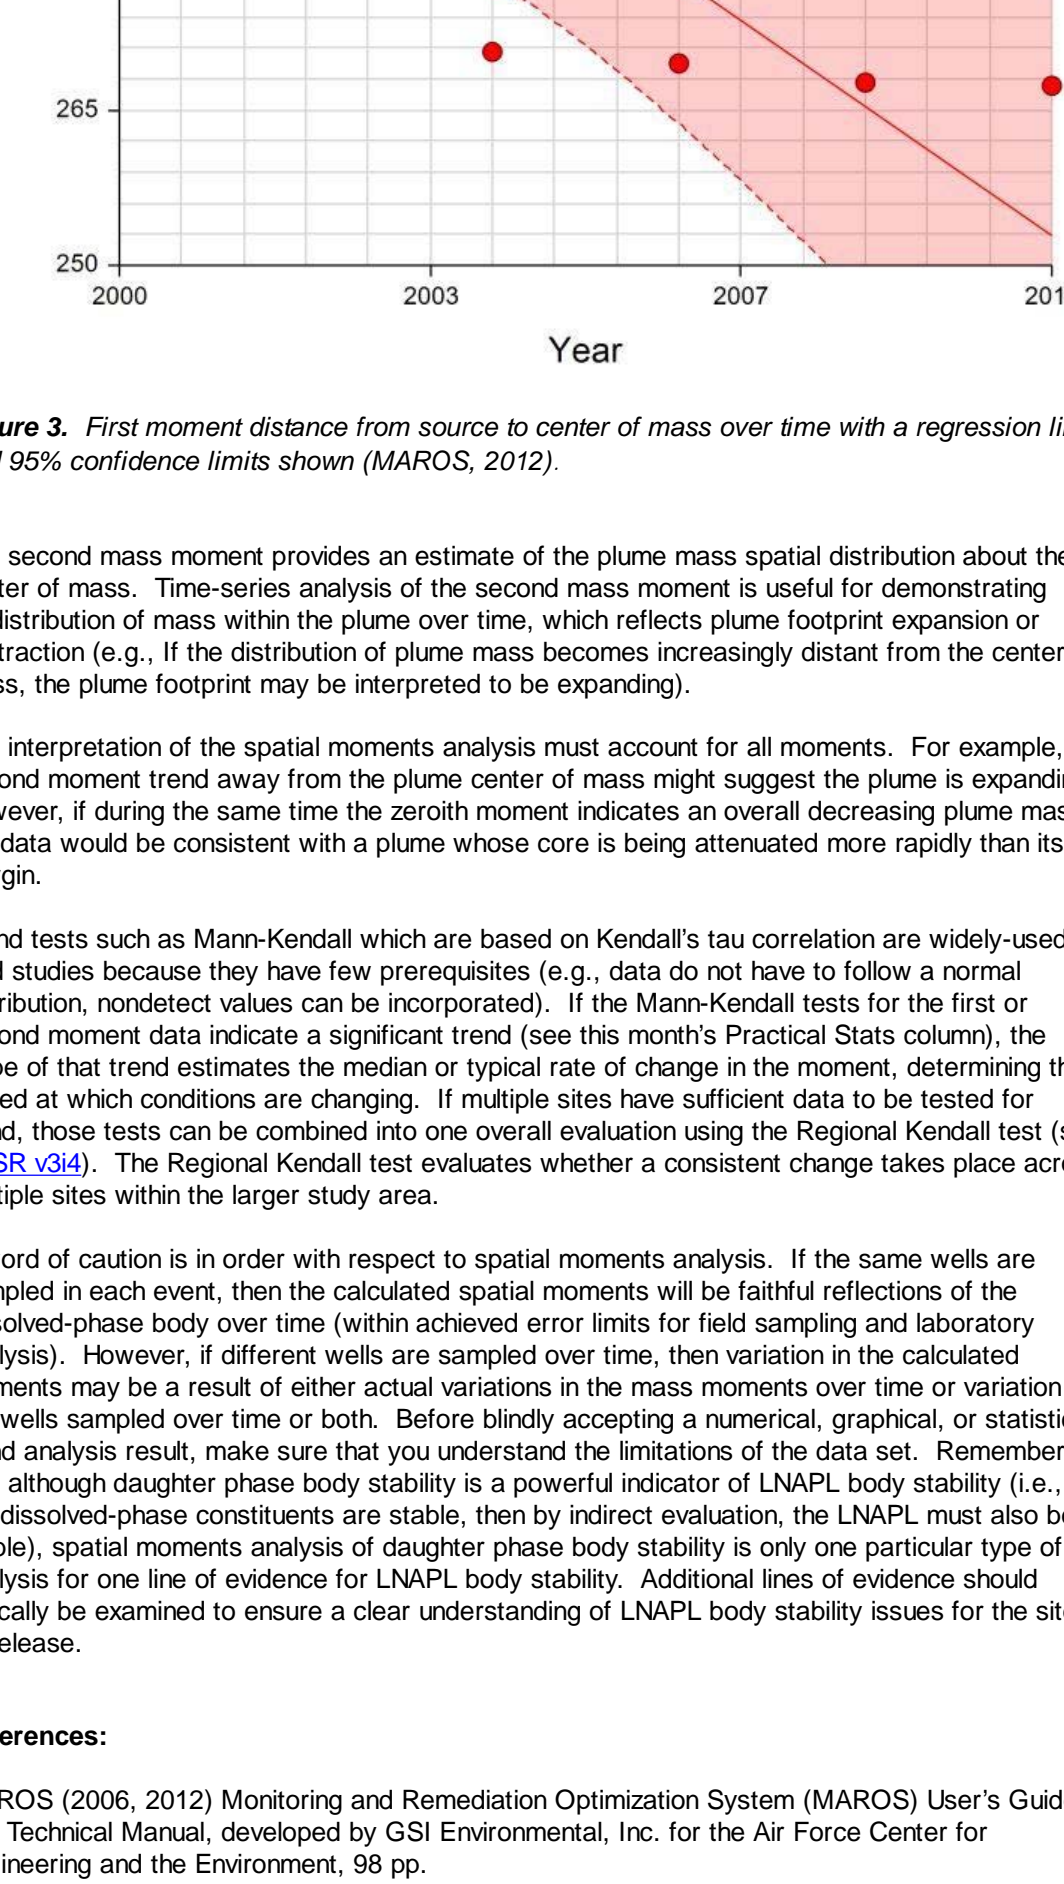 265
250
2000 2003 2007 201
Year
ure 3. First moment distance from source to center of mass over time with a regression li
95% confidence limits shown (MAROS, 2012).
second mass moment provides an estimate of the plume mass spatial distribution about the
ter of mass. Time-series analysis of the second mass moment is useful for demonstrating
distribution of mass within the plume over time, which reflects plume footprint expansion or
traction (e.g., If the distribution of plume mass becomes increasingly distant from the center
ss, the plume footprint may be interpreted to be expanding).
interpretation of the spatial moments analysis must account for all moments. For example,
ond moment trend away from the plume center of mass might suggest the plume is expandi
wever, if during the same time the zeroith moment indicates an overall decreasing plume mas
data would be consistent with a plume whose core is being attenuated more rapidly than its
rgin.
nd tests such as Mann-Kendall which are based on Kendall's tau correlation are widely-used
d studies because they have few prerequisites (e.g., data do not have to follow a normal
ribution, nondetect values can be incorporated). If the Mann-Kendall tests for the first or
ond moment data indicate a significant trend (see this month's Practical Stats column), the
pe of that trend estimates the median or typical rate of change in the moment, determining th
ed at which conditions are changing. If multiple sites have sufficient data to be tested for
nd, those tests can be combined into one overall evaluation using the Regional Kendall test (s
SR v3i4). The Regional Kendall test evaluates whether a consistent change takes place acro
tiple sites within the larger study area.
ord of caution is in order with respect to spatial moments analysis. If the same wells are
mpled in each event, then the calculated spatial moments will be faithful reflections of the
solved-phase body over time (within achieved error limits for field sampling and laboratory
lysis). However, if different wells are sampled over time, then variation in the calculated
ments may be a result of either actual variations in the mass moments over time or variation
wells sampled over time or both. Before blindly accepting a numerical, graphical, or statistic
nd analysis result, make sure that you understand the limitations of the data set. Remember
although daughter phase body stability is a powerful indicator of LNAPL body stability (i.e.,
dissolved-phase constituents are stable, then by indirect evaluation, the LNAPL must also be
ble), spatial moments analysis of daughter phase body stability is only one particular type of
lysis for one line of evidence for LNAPL body stability. Additional lines of evidence should
ically be examined to ensure a clear understanding of LNAPL body stability issues for the site
elease.
erences:
ROS (2006, 2012) Monitoring and Remediation Optimization System (MAROS) User's Guid
Technical Manual, developed by GSI Environmental, Inc. for the Air Force Center for
ineering and the Environment, 98 pp.